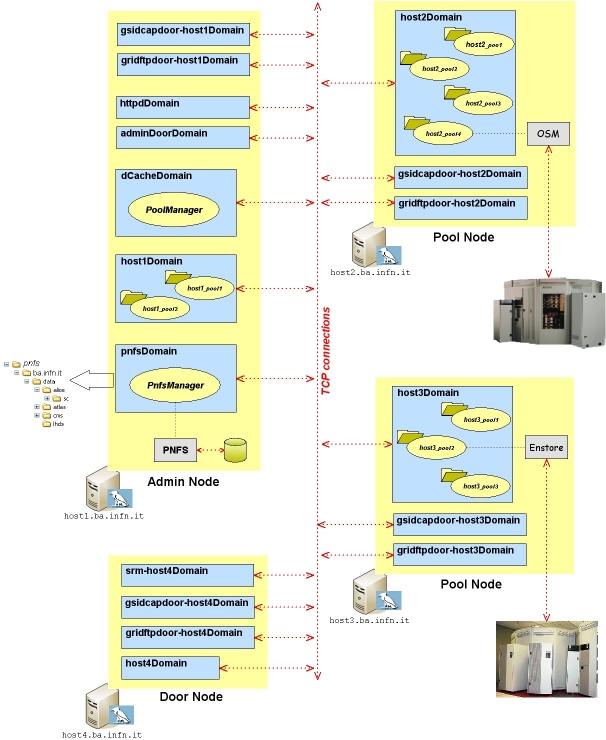 gsidcapdoor-host1Domain
gridftpdoor-host1Domain
httpdDomain
adminDoorDomain
dCacheDomain
PoolManager
host1Domain
host1_pool1
host1_pool2
pnfsDomain
PnfsManager
PNFS
Admin Node
host1.ba.infn.it
pnfs
ba.infn.it
data
alice
sc
atlas
cms
lhcb
srm-host4Domain
gsidcapdoor-host4Domain
gridftpdoor-host4Domain
host4Domain
Door Node
host4.ba.infn.it
TCP connections
host2Domain
host2_pool1
host2_pool2
host2_pool3
host2_pool4
OSM
gsidcapdoor-host2Domain
gridftpdoor-host2Domain
Pool Node
host2.ba.infn.it
host3Domain
host3_pool1
host3_pool2
host3_pool3
Enstore
gsidcapdoor-host3Domain
gridftpdoor-host3Domain
Pool Node
host3.ba.infn.it